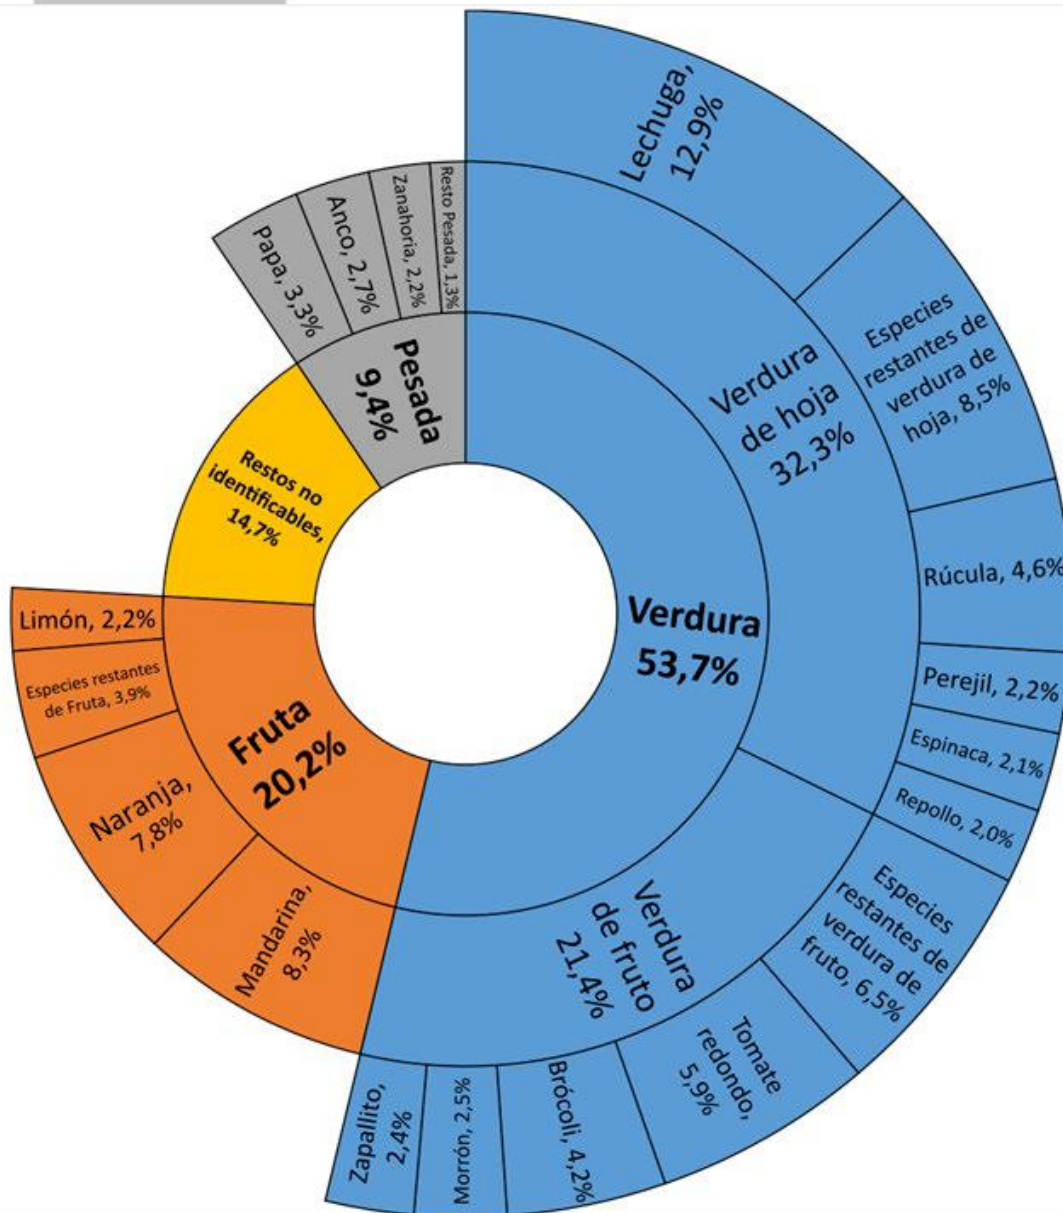 Lechuga,
12,9%
Especies
restantes de
verdura de
hoja, 8,5%
Rúcula, 4,6%
Perejil, 2,2%
Espinaca, 2,1%
Repollo, 2,0%
Verdura
de hoja
32,3%
Verdura
53,7%
Especies
restantes de
verdura de
fruto, 6,5%
Tomate
redondo,
5,9%
Brócoli, 4,2%
Morrón, 2,5%
Zapallito,
2,4%
Verdura
de fruto
21,4%
Mandarina,
8,3%
Naranja,
7,8%
Especies restantes
de Fruta, 3,9%
Limón, 2,2%
Fruta
20,2%
Restos no
identificables,
14,7%
Pesada
9,4%
Papa, 3,3%
Anco, 2,7%
Zanahoria, 2,2%
Resto Pesada, 1,3%